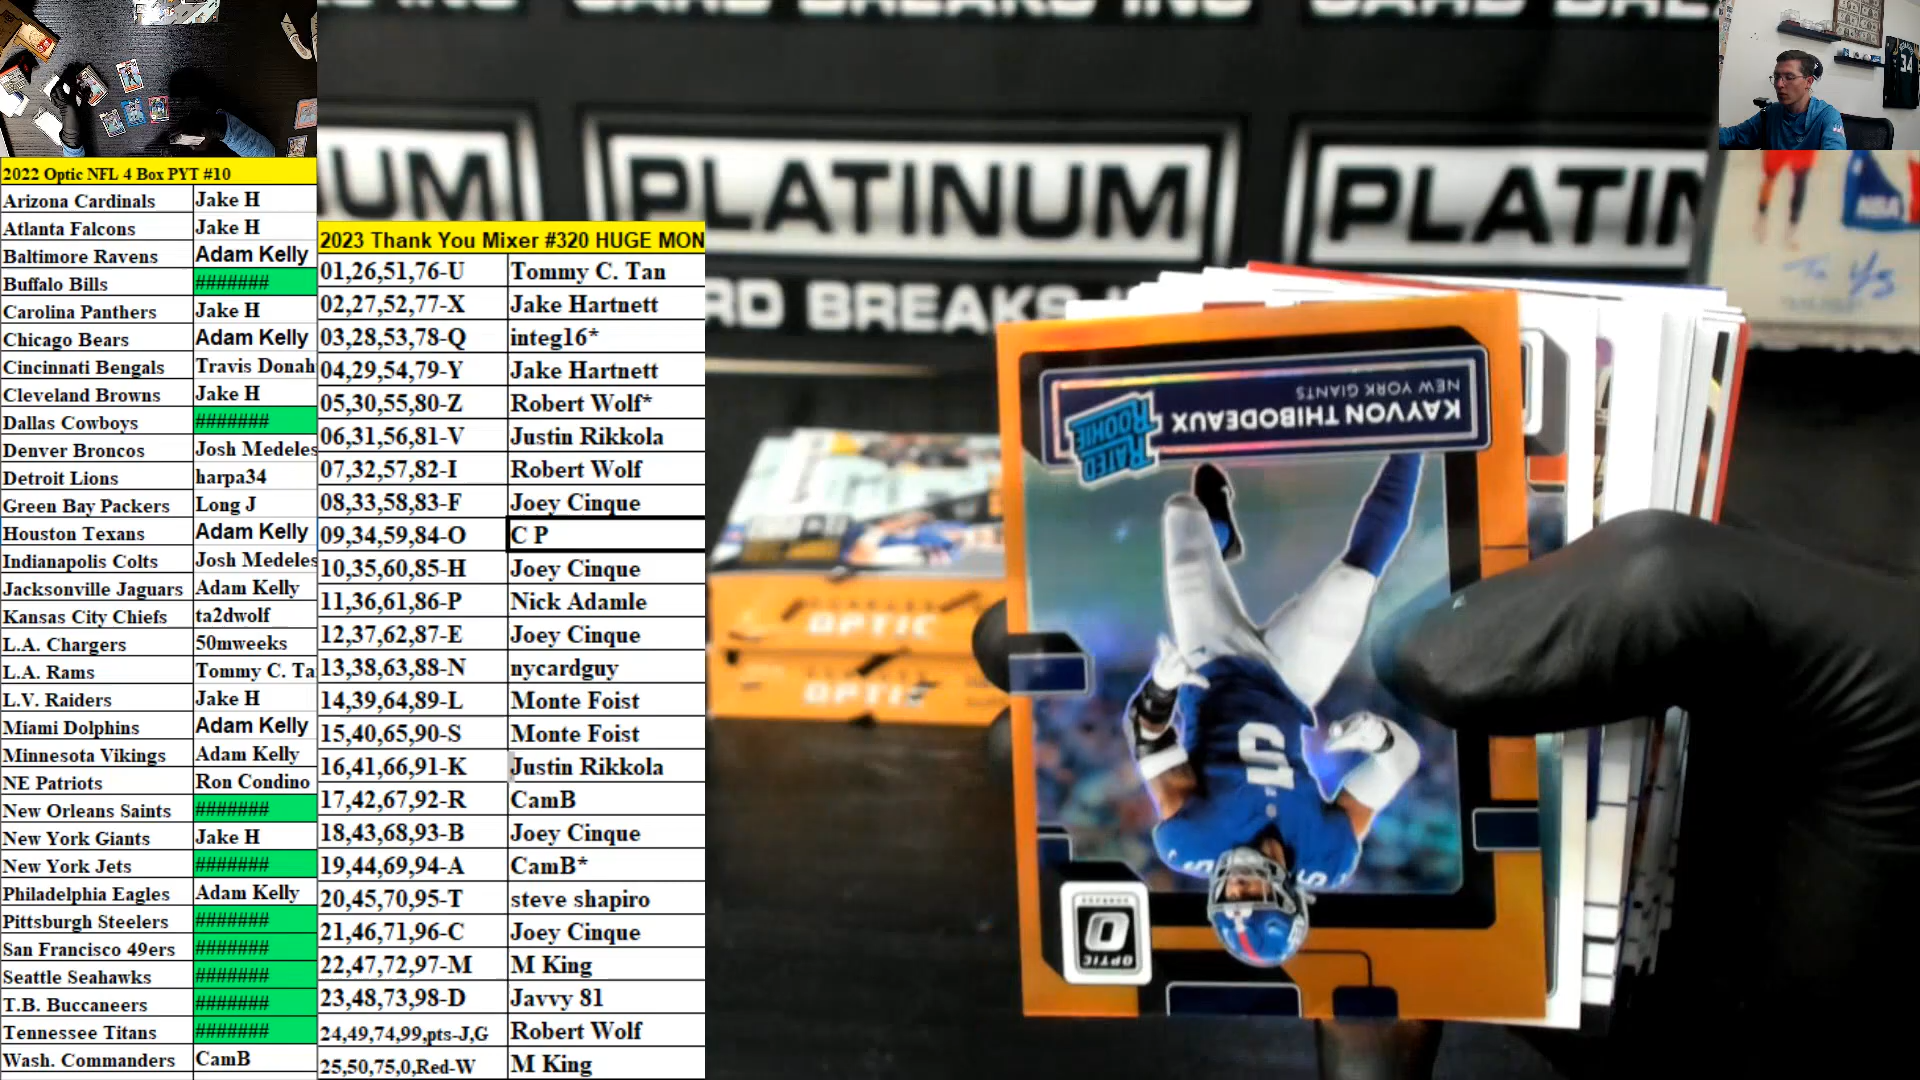 CARD BREAKS INC
CARD BREA
34
PLATINUM
PLATINUM
PLATIN
RD BREAKS
NBA
To 1/5
2022 Optic NFL 4 Box PYT #10
Arizona Cardinals Jake H
Atlanta Falcons Jake H
Baltimore Ravens Adam Kelly
Buffalo Bills #######
Carolina Panthers Jake H
Chicago Bears Adam Kelly
Cincinnati Bengals Travis Donah
Cleveland Browns Jake H
Dallas Cowboys #######
Denver Broncos Josh Medeles
Detroit Lions harpa34
Green Bay Packers Long J
Houston Texans Adam Kelly
Indianapolis Colts Josh Medeles
Jacksonville Jaguars Adam Kelly
Kansas City Chiefs ta2dwolf
L.A. Chargers 50mweeks
L.A. Rams Tommy C. Ta
L.V. Raiders Jake H
Miami Dolphins Adam Kelly
Minnesota Vikings Adam Kelly
NE Patriots Ron Condino
New Orleans Saints #######
New York Giants Jake H
New York Jets #######
Philadelphia Eagles Adam Kelly
Pittsburgh Steelers #######
San Francisco 49ers #######
Seattle Seahawks #######
T.B. Buccaneers #######
Tennessee Titans #######
Wash. Commanders CamB
2023 Thank You Mixer #320 HUGE MON
01,26,51,76-U Tommy C. Tan
02,27,52,77-X Jake Hartnett
03,28,53,78-Q integ16*
04,29,54,79-Y Jake Hartnett
05,30,55,80-Z Robert Wolf*
06,31,56,81-V Justin Rikkola
07,32,57,82-I Robert Wolf
08,33,58,83-F Joey Cinque
09,34,59,84-O C P
10,35,60,85-H Joey Cinque
11,36,61,86-P Nick Adamle
12,37,62,87-E Joey Cinque
13,38,63,88-N nycardguy
14,39,64,89-L Monte Foist
15,40,65,90-S Monte Foist
16,41,66,91-K Justin Rikkola
17,42,67,92-R CamB
18,43,68,93-B Joey Cinque
19,44,69,94-A CamB*
20,45,70,95-T steve shapiro
21,46,71,96-C Joey Cinque
22,47,72,97-M M King
23,48,73,98-D Javvy 81
24,49,74,99,pts-J,G Robert Wolf
25,50,75,0,Red-W M King
OPTIC
OPTIC
NEW YORK GIANTS
KAYVON THIBODEAUX
RATED
ROOKIE
5
OPTIC